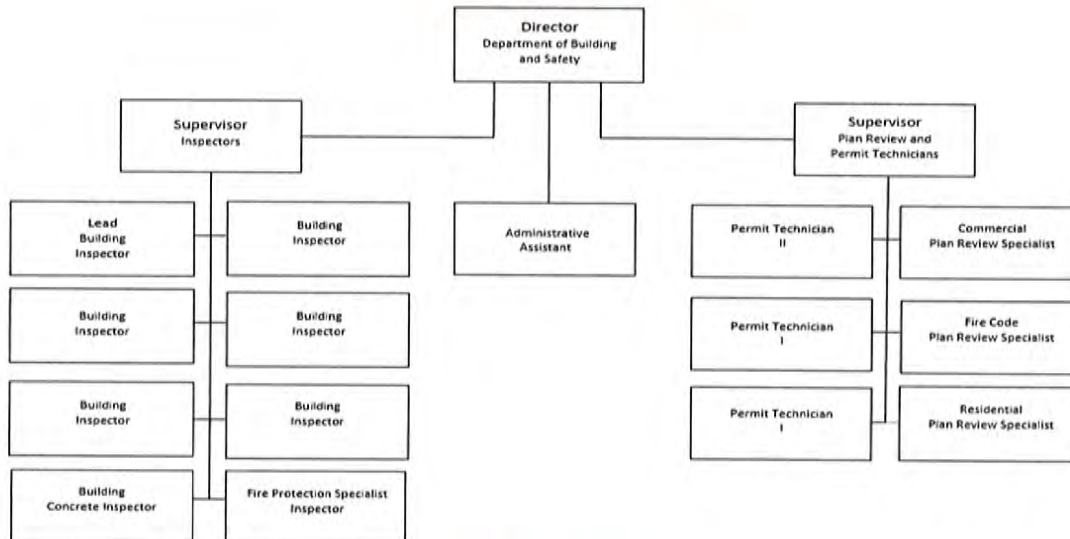 Director
Department of Building
and Safety
Supervisor
Inspectors
Supervisor
Plan Review and
Permit Technicians
Administrative
Assistant
Lead
Building
Inspector
Building
Inspector
Building
Inspector
Building
Inspector
Building
Inspector
Building
Inspector
Building
Concrete Inspector
Fire Protection Specialist
Inspector
Permit Technician
II
Commercial
Plan Review Specialist
Permit Technician
I
Fire Code
Plan Review Specialist
Permit Technician
I
Residential
Plan Review Specialist